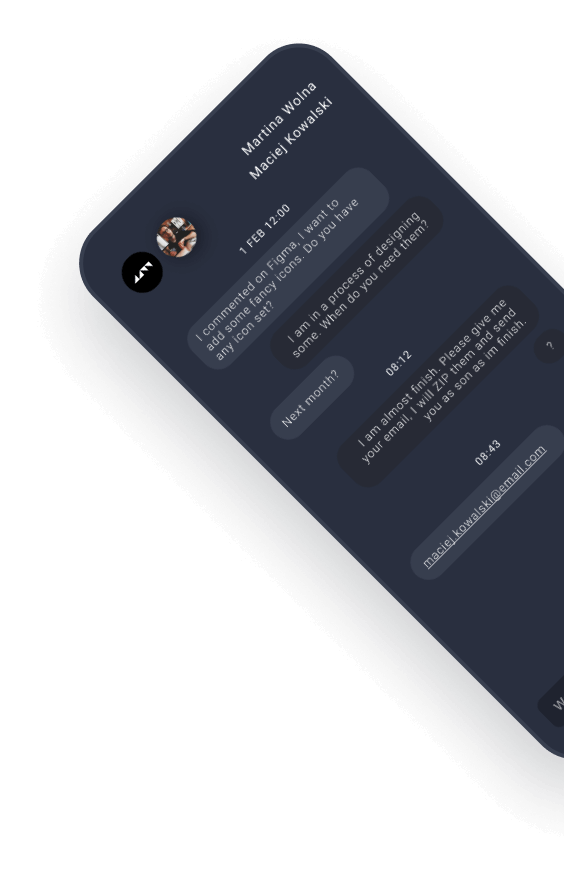 Martina Wolna
Maciej Kowalski
1 FEB 12:00
I commented on Figma, I want to
add some fancy icons. Do you have
any icon set?
I am in a process of designing
some. When do you need them?
Next month?
08:12
I am almost finish. Please give me
your email, I will ZIP them and send
you as son as im finish.
?
08:43
maciej.kowalski@email.com